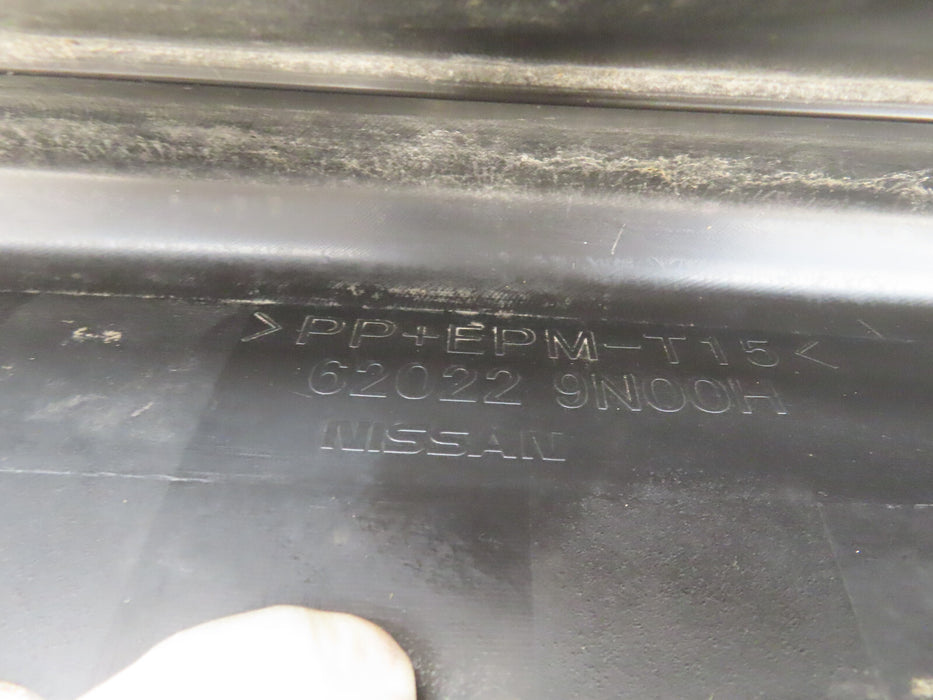 >PP+EPM-T15<
62022 9N00H
NISSAN